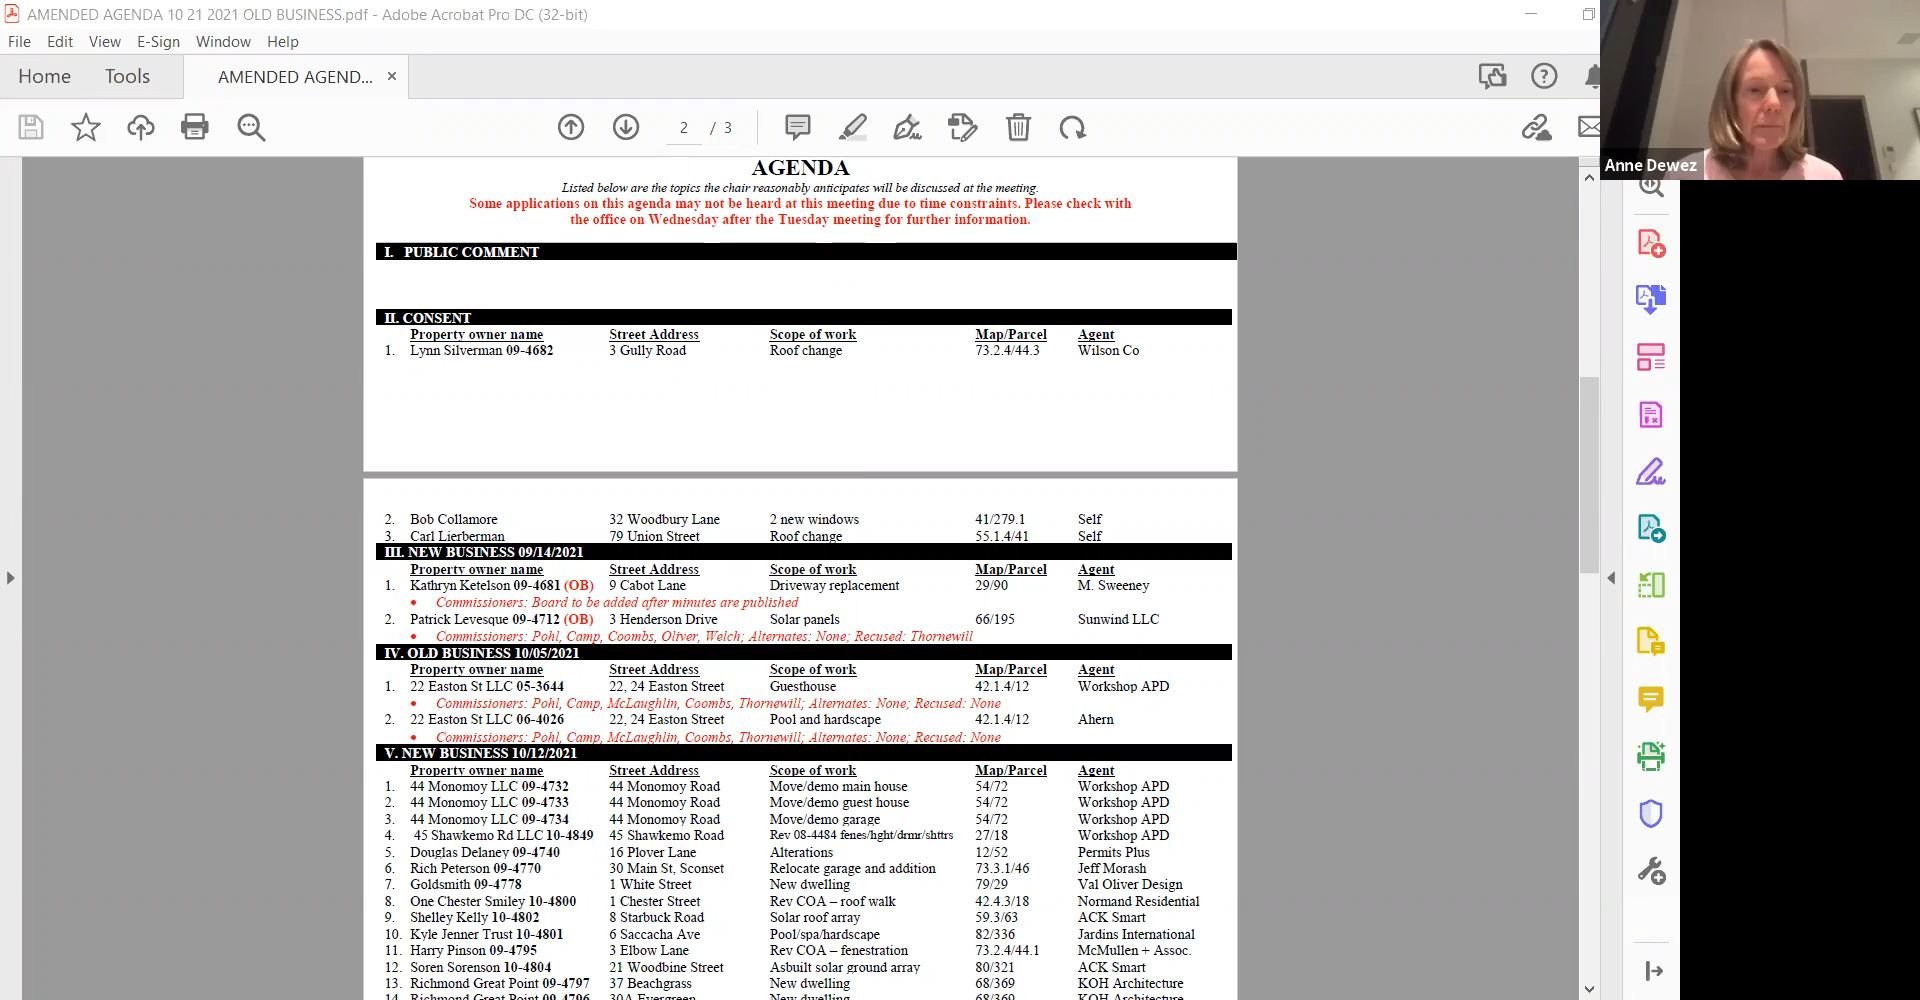 AMENDED AGENDA 10 21 2021 OLD BUSINESS.pdf - Adobe Acrobat Pro DC (32-bit)
File Edit View E-Sign Window Help
Home Tools AMENDED AGEND... ×
2 / 3
Anne Dewez
AGENDA
Listed below are the topics the chair reasonably anticipates will be discussed at the meeting.
Some applications on this agenda may not be heard at this meeting due to time constraints. Please check with
the office on Wednesday after the Tuesday meeting for further information.
I. PUBLIC COMMENT
II. CONSENT
Property owner name Street Address Scope of work Map/Parcel Agent
1. Lynn Silverman 09-4682 3 Gully Road Roof change 73.2.4/44.3 Wilson Co
2. Bob Collamore 32 Woodbury Lane 2 new windows 41/279.1 Self
3. Carl Lierberman 79 Union Street Roof change 55.1.4/41 Self
III. NEW BUSINESS 09/14/2021
Property owner name Street Address Scope of work Map/Parcel Agent
1. Kathryn Ketelson 09-4681 (OB) 9 Cabot Lane Driveway replacement 29/90 M. Sweeney
• Commissioners: Board to be added after minutes are published
2. Patrick Levesque 09-4712 (OB) 3 Henderson Drive Solar panels 66/195 Sunwind LLC
• Commissioners: Pohl, Camp, Coombs, Oliver, Welch; Alternates: None; Recused: Thornewill
IV. OLD BUSINESS 10/05/2021
Property owner name Street Address Scope of work Map/Parcel Agent
1. 22 Easton St LLC 05-3644 22, 24 Easton Street Guesthouse 42.1.4/12 Workshop APD
• Commissioners: Pohl, Camp, McLaughlin, Coombs, Thornewill; Alternates: None; Recused: None
2. 22 Easton St LLC 06-4026 22, 24 Easton Street Pool and hardscape 42.1.4/12 Ahern
• Commissioners: Pohl, Camp, McLaughlin, Coombs, Thornewill; Alternates: None; Recused: None
V. NEW BUSINESS 10/12/2021
Property owner name Street Address Scope of work Map/Parcel Agent
1. 44 Monomoy LLC 09-4732 44 Monomoy Road Move/demo main house 54/72 Workshop APD
2. 44 Monomoy LLC 09-4733 44 Monomoy Road Move/demo guest house 54/72 Workshop APD
3. 44 Monomoy LLC 09-4734 44 Monomoy Road Move/demo garage 54/72 Workshop APD
4. 45 Shawkemo Rd LLC 10-4849 45 Shawkemo Road Rev 08-4484 fenes/hght/drmr/shttrs 27/18 Workshop APD
5. Douglas Delaney 09-4740 16 Plover Lane Alterations 12/52 Permits Plus
6. Rich Peterson 09-4770 30 Main St, Sconset Relocate garage and addition 73.3.1/46 Jeff Morash
7. Goldsmith 09-4778 1 White Street New dwelling 79/29 Val Oliver Design
8. One Chester Smiley 10-4800 1 Chester Street Rev COA – roof walk 42.4.3/18 Normand Residential
9. Shelley Kelly 10-4802 8 Starbuck Road Solar roof array 59.3/63 ACK Smart
10. Kyle Jenner Trust 10-4801 6 Saccacha Ave Pool/spa/hardscape 82/336 Jardins International
11. Harry Pinson 09-4795 3 Elbow Lane Rev COA – fenestration 73.2.4/44.1 McMullen + Assoc.
12. Soren Sorenson 10-4804 21 Woodbine Street Asbuilt solar ground array 80/321 ACK Smart
13. Richmond Great Point 09-4797 37 Beachgrass New dwelling 68/369 KOH Architecture
14. Richmond Great Point 09-4796 30A Evergreen New dwelling 68/369 KOH Architecture